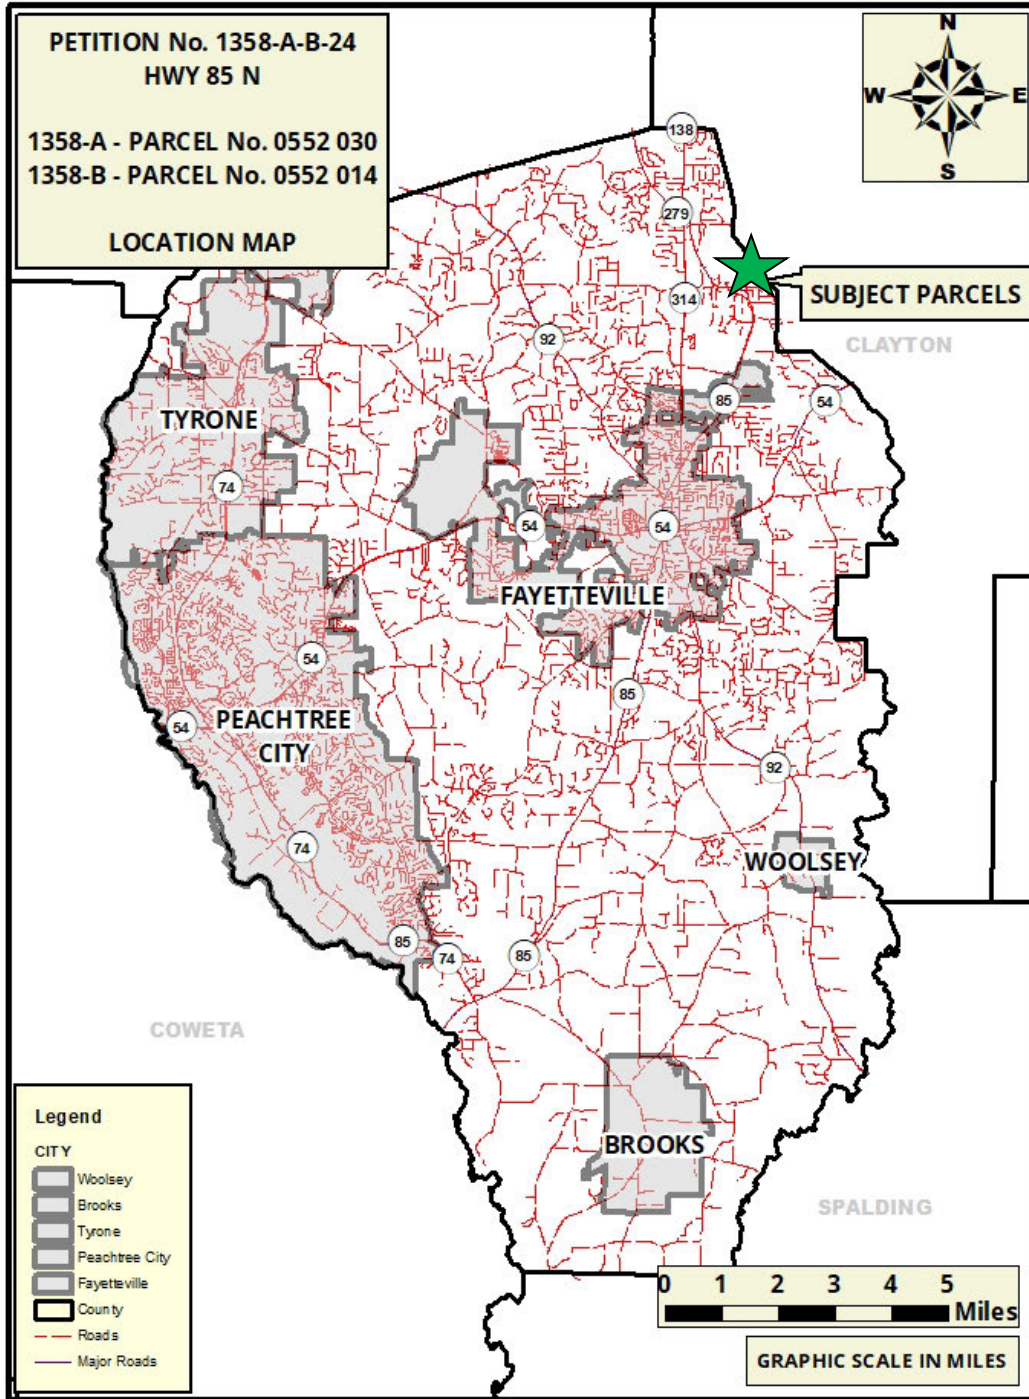 PETITION No. 1358-A-B-24
HWY 85 N
1358-A - PARCEL No. 0552 030
1358-B - PARCEL No. 0552 014
LOCATION MAP
N
W
E
S
138
279
SUBJECT PARCELS
314
92
CLAYTON
85
54
TYRONE
74
54
54
FAYETTEVILLE
54
85
54
PEACHTREE
CITY
92
74
WOOLSEY
85
74
85
COWETA
BROOKS
SPALDING
Legend
CITY
Woolsey
Brooks
Tyrone
Peachtree City
Fayetteville
County
Roads
Major Roads
0 1 2 3 4 5
Miles
GRAPHIC SCALE IN MILES